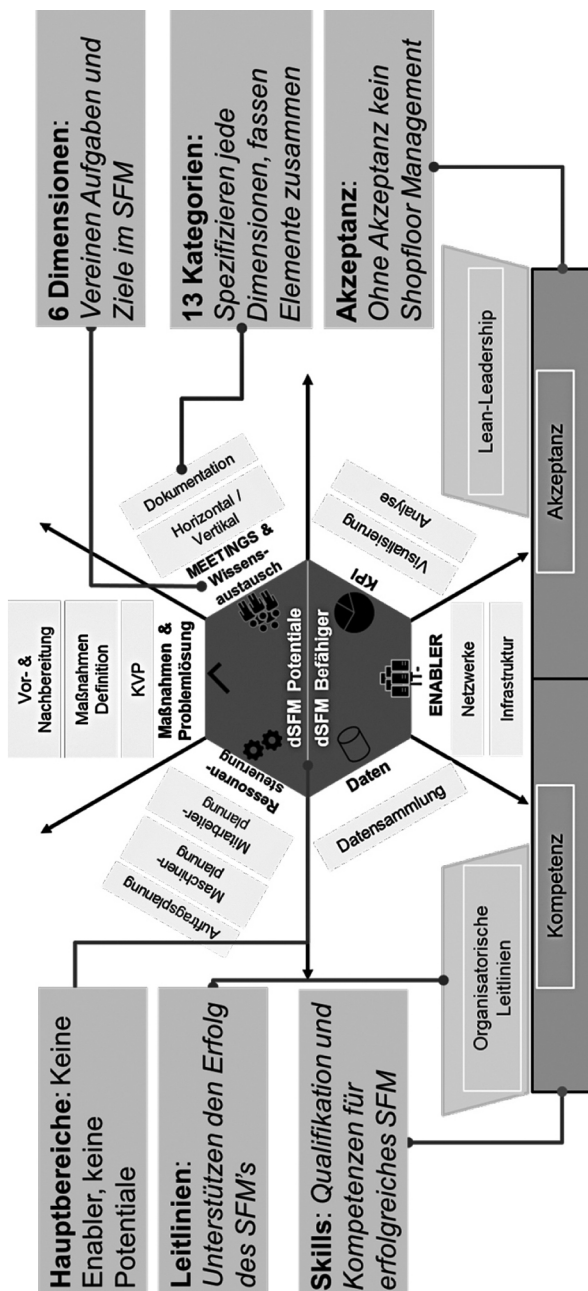 Hauptbereiche: Keine
Enabler, keine
Potentiale
Leitlinien:
Unterstützen den Erfolg
des SFM's
Skills: Qualifikation und
Kompetenzen für
erfolgreiches SFM
Vor- &
Nachbereitung
Maßnahmen
Definition
KVP
Maßnahmen &
Problemlösung
Auftragsplanung
Maschinen-
planung
Mitarbeiter-
planung
Ressouren-
steuerung
Dokumentation
Horizontal /
Vertikal
MEETINGS &
Wissens-
austausch
dSFM Potentiale
dSFM Befähiger
Daten
Datensammlung
IT-
ENABLER
Netzwerke
Infrastruktur
KPI
Visualisierung
Analyse
6 Dimensionen:
Vereinen Aufgaben und
Ziele im SFM
13 Kategorien:
Spezifizieren jede
Dimensionen, fassen
Elemente zusammen
Akzeptanz:
Ohne Akzeptanz kein
Shopfloor Management
Organisatorische
Leitlinien
Lean-Leadership
Kompetenz
Akzeptanz